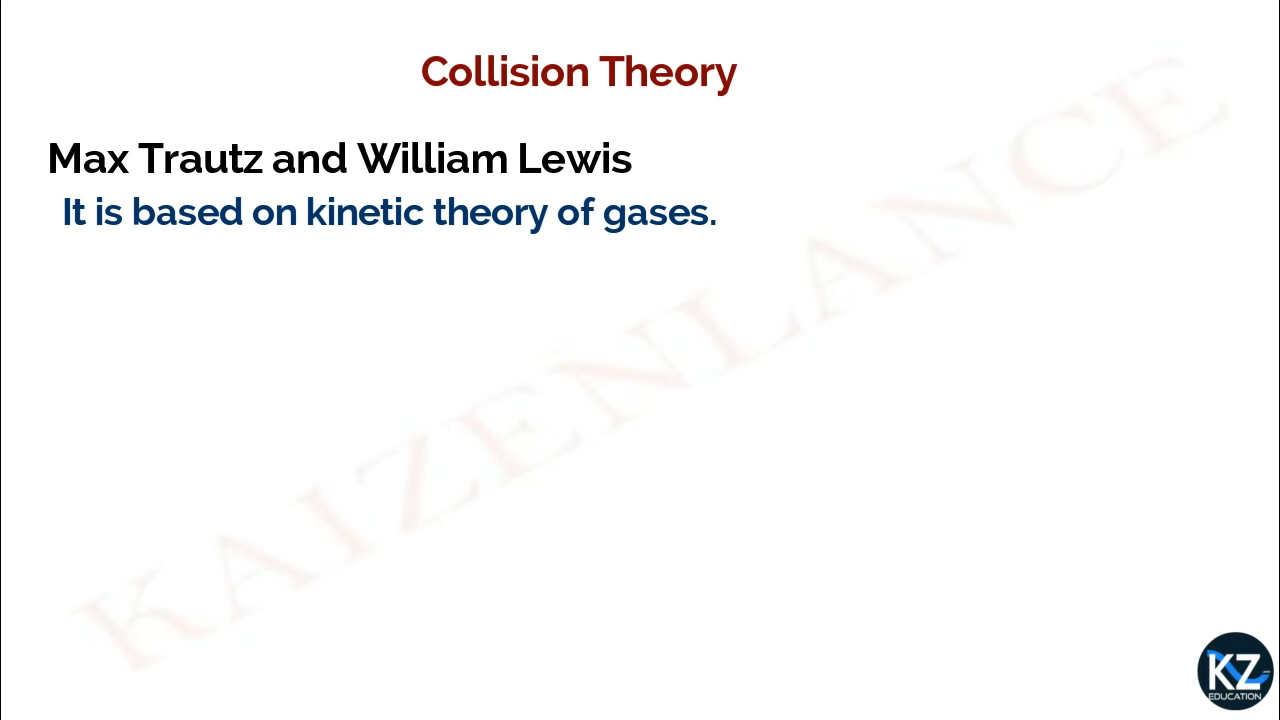 Collision Theory
Max Trautz and William Lewis
It is based on kinetic theory of gases.
KAIZENLANCE
KZ
EDUCATION